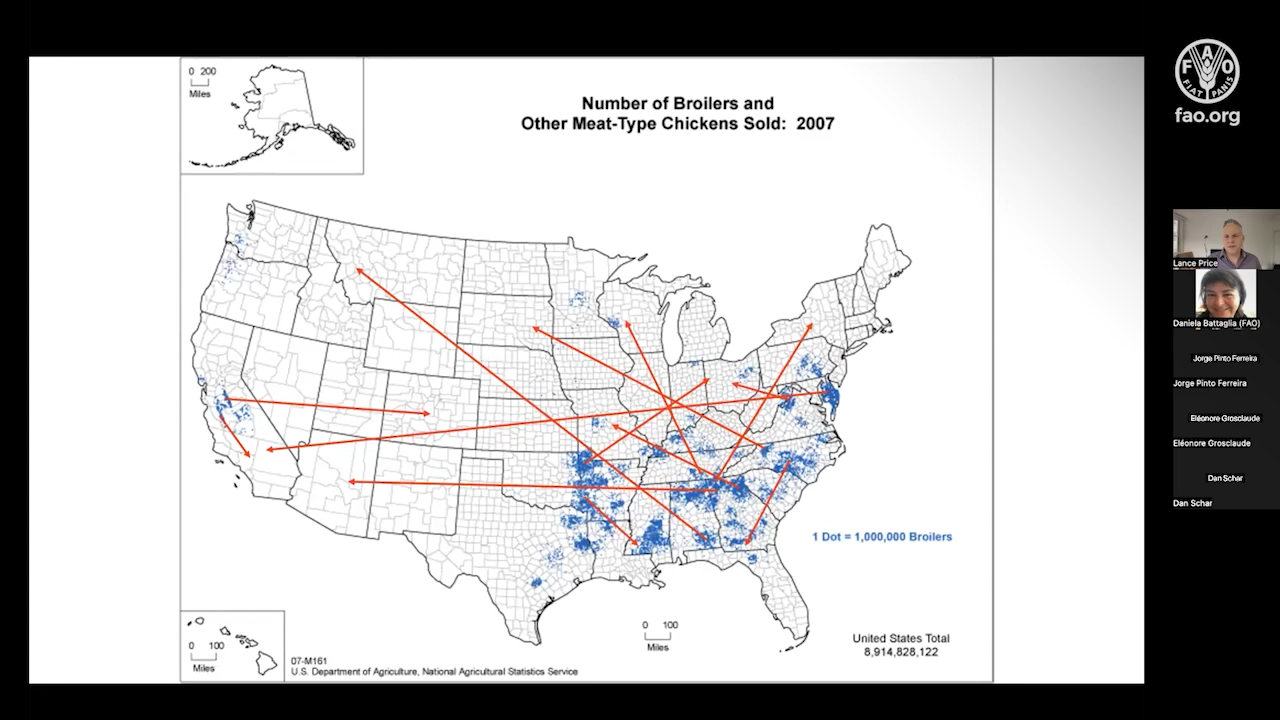 0 200
Miles
Number of Broilers and
Other Meat-Type Chickens Sold: 2007
1 Dot = 1,000,000 Broilers
0 100
Miles
United States Total
8,914,828,122
0 100
Miles
07-M161
U.S. Department of Agriculture, National Agricultural Statistics Service
FAO
FIAT PANIS
fao.org
Lance Price
Daniela Battaglia (FAO)
Jorge Pinto Ferreira
Jorge Pinto Ferreira
Eléonore Grosclaude
Eléonore Grosclaude
Dan Schar
Dan Schar